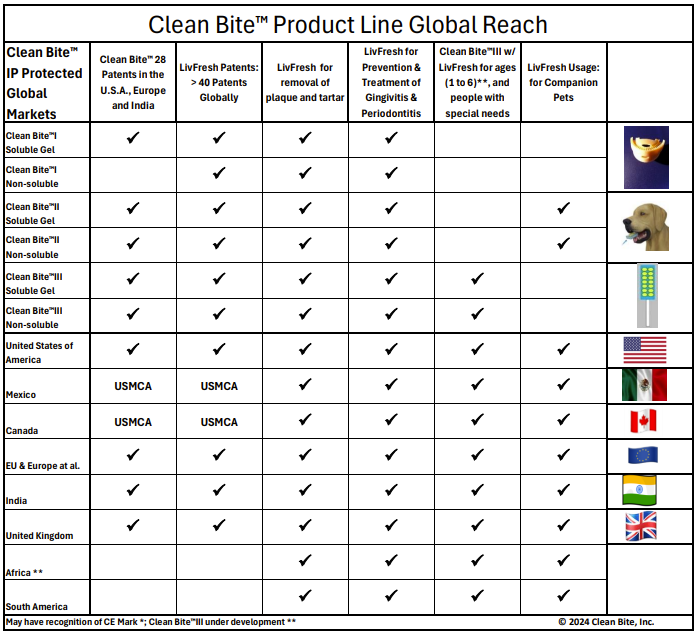 Clean Bite™ Product Line Global Reach
Clean Bite™
IP Protected
Global
Markets
Clean Bite™ 28
Patents in the
U.S.A., Europe
and India
LivFresh Patents:
> 40 Patents
Globally
LivFresh for
removal of
plaque and tartar
LivFresh for
Prevention &
Treatment of
Gingivitis &
Periodontitis
Clean Bite™III w/
LivFresh for ages
(1 to 6)**, and
people with
special needs
LivFresh Usage:
for Companion
Pets
Clean Bite™I
Soluble Gel
✓ ✓ ✓ ✓
Clean Bite™I
Non-soluble
✓ ✓ ✓
Clean Bite™II
Soluble Gel
✓ ✓ ✓ ✓ ✓
Clean Bite™II
Non-soluble
✓ ✓ ✓ ✓ ✓
Clean Bite™III
Soluble Gel
✓ ✓ ✓ ✓ ✓
Clean Bite™III
Non-soluble
✓ ✓ ✓ ✓ ✓
United States of
America
✓ ✓ ✓ ✓ ✓ ✓
Mexico USMCA USMCA ✓ ✓ ✓ ✓
Canada USMCA USMCA ✓ ✓ ✓ ✓
EU & Europe at al. ✓ ✓ ✓ ✓ ✓ ✓
India ✓ ✓ ✓ ✓ ✓ ✓
United Kingdom ✓ ✓ ✓ ✓ ✓ ✓
Africa ** ✓ ✓ ✓ ✓
South America ✓ ✓ ✓ ✓
May have recognition of CE Mark *; Clean Bite™III under development ** © 2024 Clean Bite, Inc.